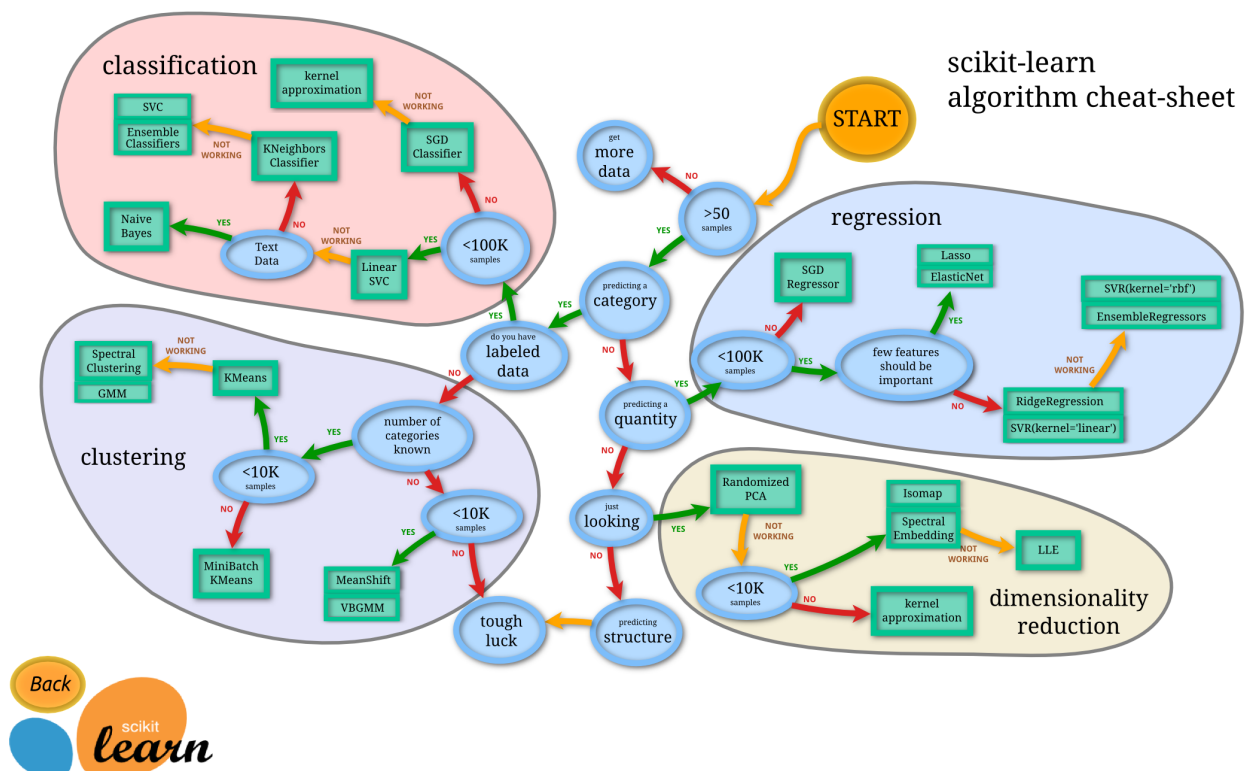 scikit-learn
algorithm cheat-sheet
START
get
more
data
NO
>50
samples
YES
predicting a
category
YES
NO
do you have
labeled
data
YES
NO
predicting a
quantity
YES
NO
just
looking
YES
NO
predicting
structure
tough
luck
classification
kernel
approximation
NOT
WORKING
SGD
Classifier
NO
<100K
samples
YES
Linear
SVC
NOT
WORKING
Text
Data
YES
NO
Naive
Bayes
KNeighbors
Classifier
NOT
WORKING
SVC
Ensemble
Classifiers
YES
clustering
number of
categories
known
YES
NO
<10K
samples
YES
NO
KMeans
NOT
WORKING
Spectral
Clustering
GMM
MiniBatch
KMeans
<10K
samples
YES
NO
MeanShift
VBGMM
regression
<100K
samples
NO
YES
SGD
Regressor
few features
should be
important
YES
NO
Lasso
ElasticNet
RidgeRegression
SVR(kernel='linear')
NOT
WORKING
SVR(kernel='rbf')
EnsembleRegressors
dimensionality
reduction
Randomized
PCA
NOT
WORKING
<10K
samples
YES
NO
Isomap
Spectral
Embedding
NOT
WORKING
LLE
kernel
approximation
Back
scikit
learn